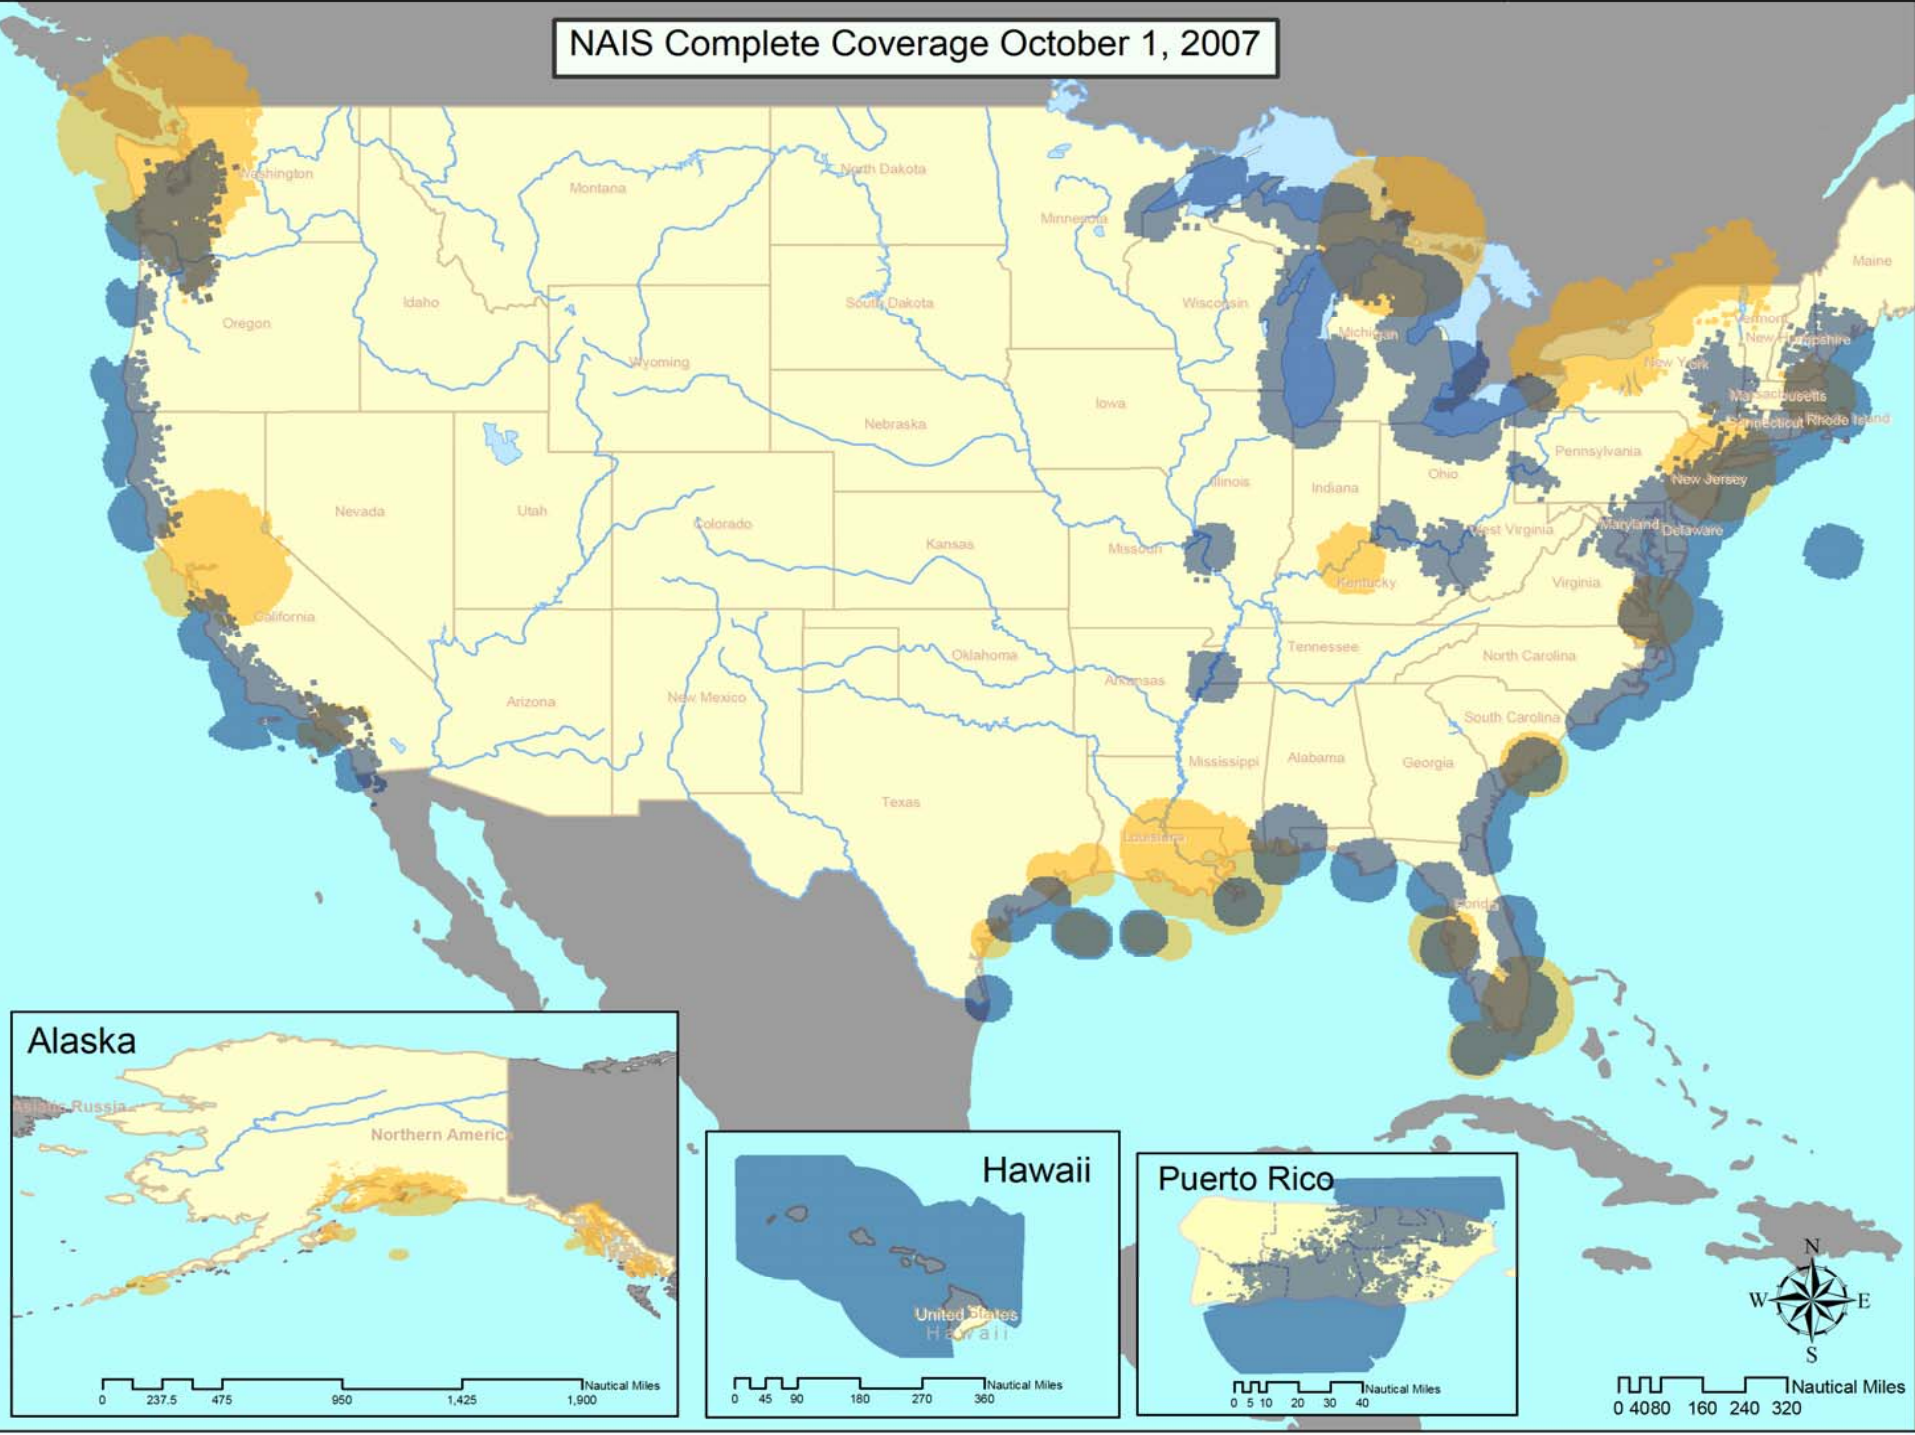 NAIS Complete Coverage October 1, 2007
Washington
Montana
North Dakota
Minnesota
Maine
Idaho
South Dakota
Wisconsin
Oregon
Michigan
Vermont
New Hampshire
Wyoming
New York
Iowa
Massachusetts
Nebraska
Connecticut
Rhode Island
Pennsylvania
Illinois
Indiana
Ohio
New Jersey
Nevada
Utah
Colorado
Kansas
Missouri
West Virginia
Maryland
Delaware
Kentucky
Virginia
California
Oklahoma
Tennessee
North Carolina
Arkansas
Arizona
New Mexico
South Carolina
Mississippi
Alabama
Georgia
Texas
Louisiana
Florida
Alaska
Asiatic Russia
Northern America
0 237.5 475 950 1,425 1,900
Nautical Miles
Hawaii
United States
Hawaii
0 45 90 180 270 360
Nautical Miles
Puerto Rico
0 5 10 20 30 40
Nautical Miles
N
W E
S
Nautical Miles
0 40 80 160 240 320